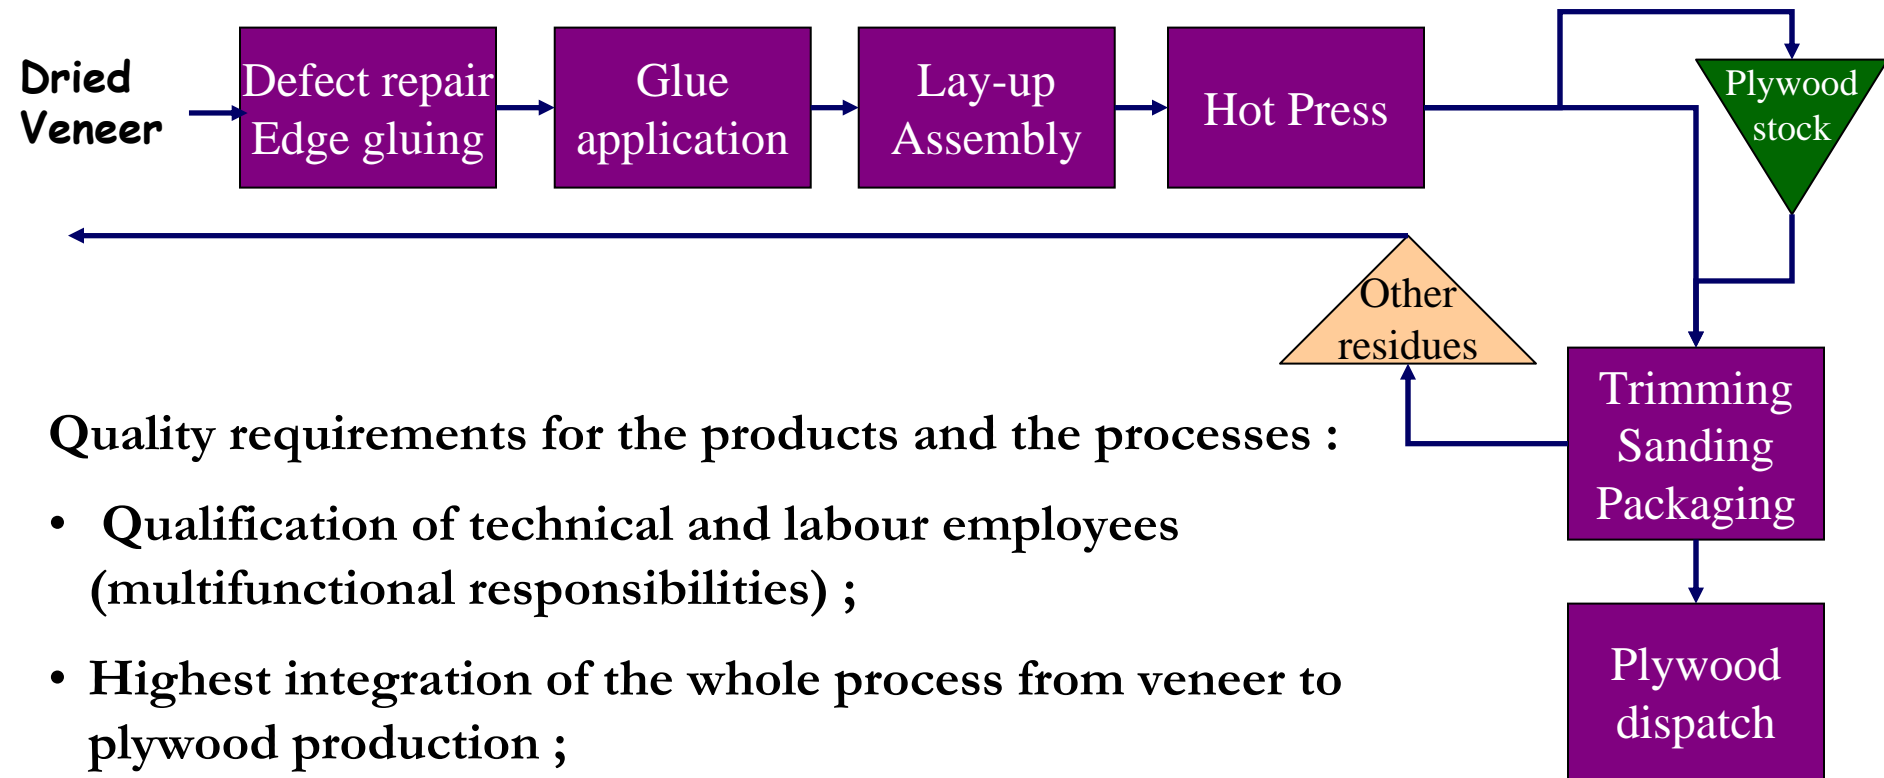 Dried
Veneer
Defect repair
Edge gluing
Glue
application
Lay-up
Assembly
Hot Press
Plywood
stock
Other
residues
Trimming
Sanding
Packaging
Plywood
dispatch
Quality requirements for the products and the processes :
• Qualification of technical and labour employees
(multifunctional responsibilities) ;
• Highest integration of the whole process from veneer to
plywood production ;